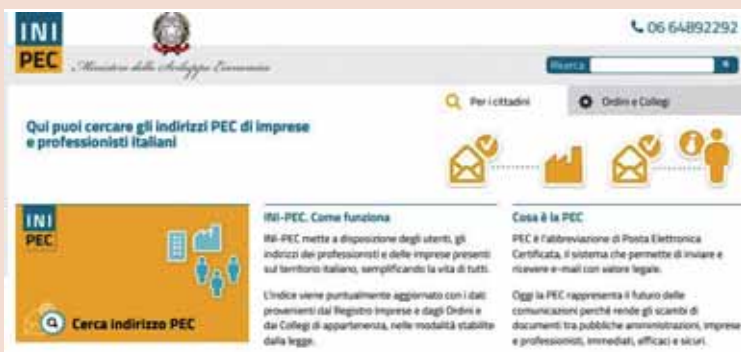 INI
PEC
Ministero dello Sviluppo Economico
06 64892292
Ricerca
Per i cittadini
Ordini e Collegi
Qui puoi cercare gli indirizzi PEC di imprese
e professionisti italiani
INI
PEC
Cerca indirizzo PEC
INI-PEC. Come funziona
INI-PEC mette a disposizione degli utenti, gli
indirizzi dei professionisti e delle imprese presenti
sul territorio italiano, semplificando la vita di tutti.
L'indice viene puntualmente aggiornato con i dati
provenienti dal Registro Imprese e dagli Ordini e
dai Collegi di appartenenza, nelle modalità stabilite
dalla legge.
Cosa è la PEC
PEC è l'abbreviazione di Posta Elettronica
Certificata, il sistema che permette di inviare e
ricevere e-mail con valore legale.
Oggi la PEC rappresenta il futuro delle
comunicazioni perché rende gli scambi di
documenti tra pubbliche amministrazioni, imprese
e professionisti, immediati, efficaci e sicuri.